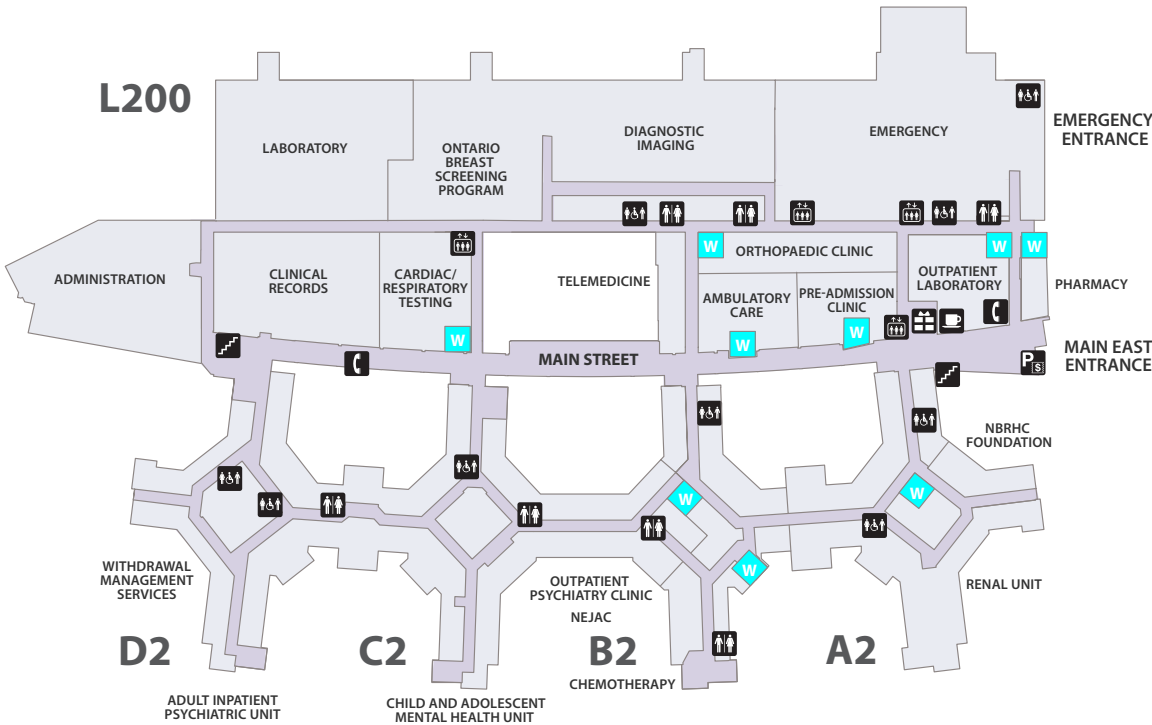 L200
EMERGENCY
ENTRANCE
DIAGNOSTIC
IMAGING
EMERGENCY
LABORATORY
ONTARIO
BREAST
SCREENING
PROGRAM
W
W
W
ORTHOPAEDIC CLINIC
ADMINISTRATION
CLINICAL
RECORDS
CARDIAC/
RESPIRATORY
TESTING
TELEMEDICINE
OUTPATIENT
LABORATORY
PHARMACY
AMBULATORY
CARE
PRE-ADMISSION
CLINIC
W
W
W
MAIN STREET
MAIN EAST
ENTRANCE
P
$
NBRHC
FOUNDATION
W
W
W
WITHDRAWAL
MANAGEMENT
SERVICES
OUTPATIENT
PSYCHIATRY CLINIC
NEJAC
RENAL UNIT
D2
C2
B2
A2
CHEMOTHERAPY
ADULT INPATIENT
PSYCHIATRIC UNIT
CHILD AND ADOLESCENT
MENTAL HEALTH UNIT